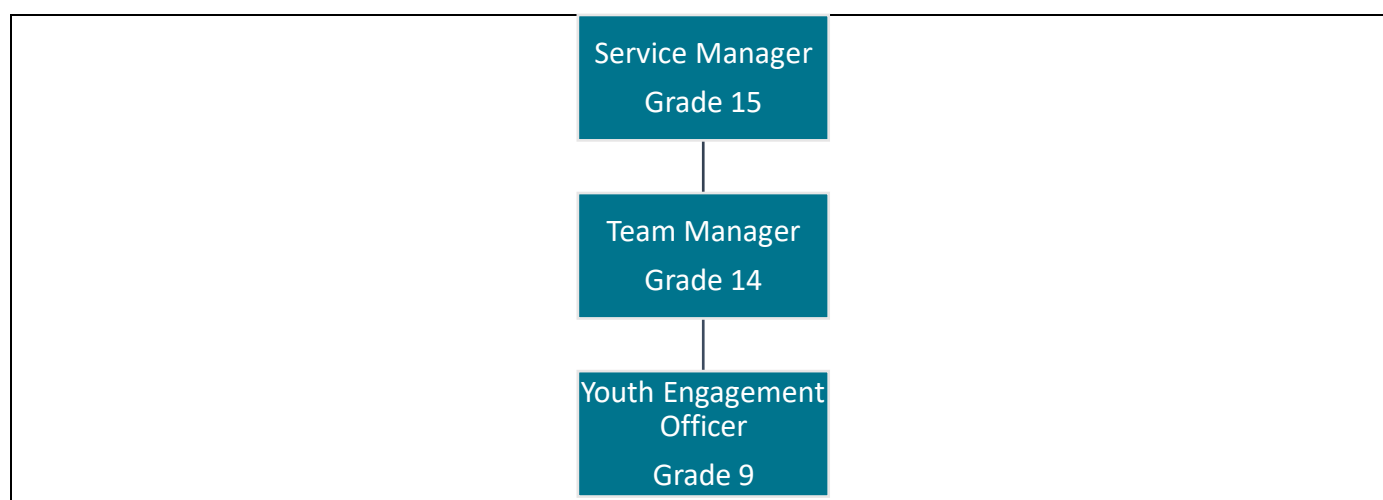 Service Manager
Grade 15
Team Manager
Grade 14
Youth Engagement
Officer
Grade 9